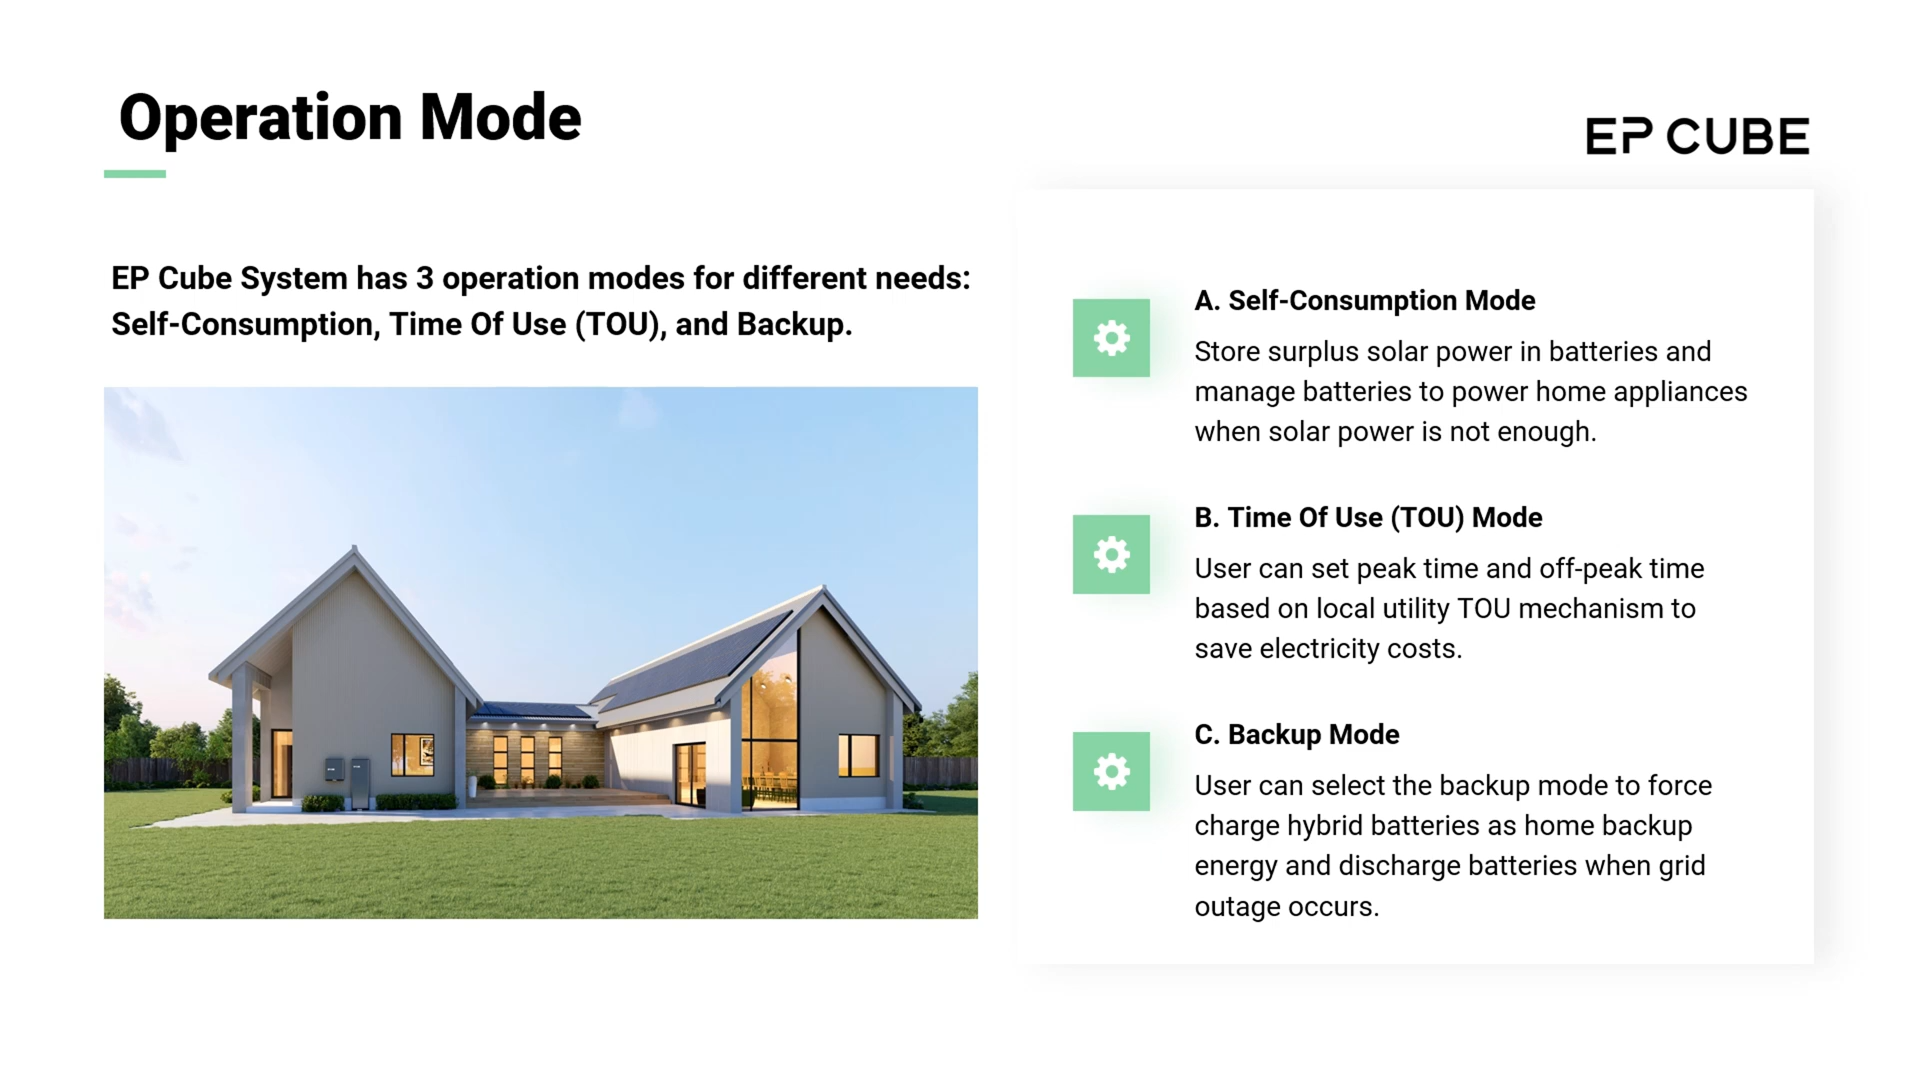 Operation Mode
EP CUBE
EP Cube System has 3 operation modes for different needs:
Self-Consumption, Time Of Use (TOU), and Backup.
A. Self-Consumption Mode
Store surplus solar power in batteries and
manage batteries to power home appliances
when solar power is not enough.
B. Time Of Use (TOU) Mode
User can set peak time and off-peak time
based on local utility TOU mechanism to
save electricity costs.
C. Backup Mode
User can select the backup mode to force
charge hybrid batteries as home backup
energy and discharge batteries when grid
outage occurs.